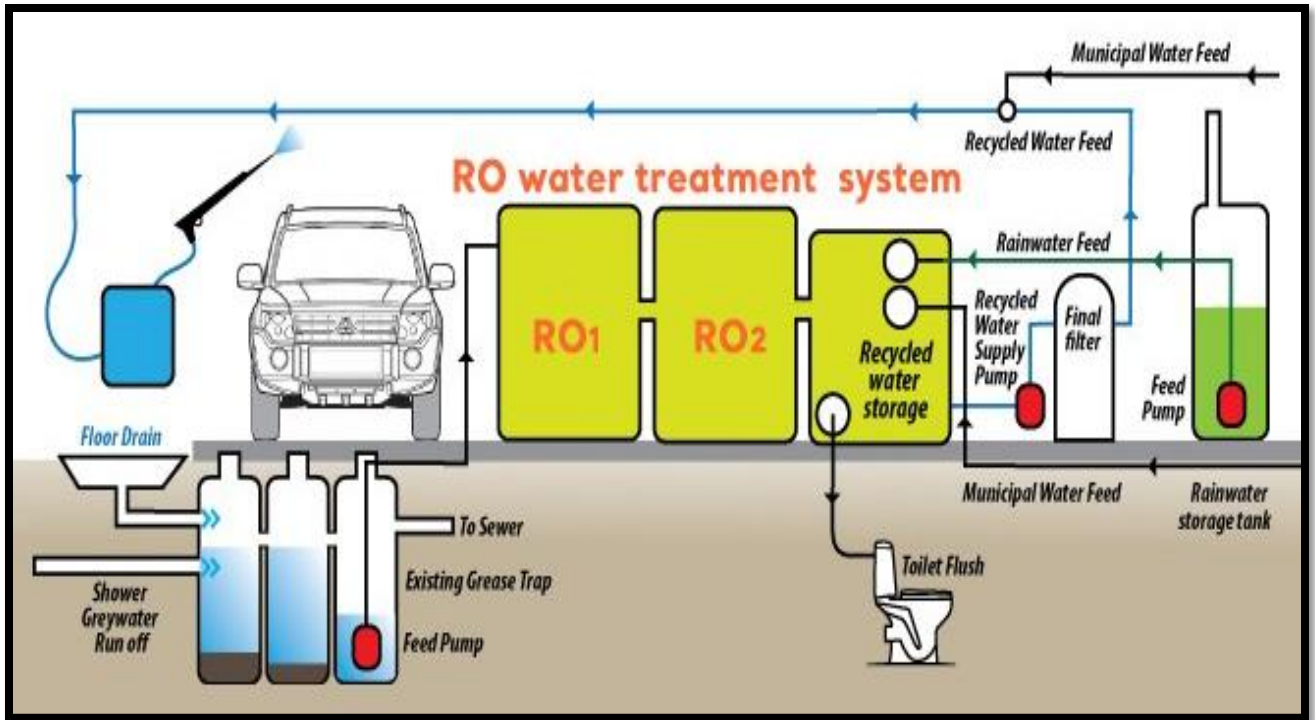 Municipal Water Feed
Recycled Water Feed
RO water treatment system
Rainwater Feed
RO1
RO2
Recycled
water
storage
Recycled
Water
Supply
Pump
Final
filter
Feed
Pump
Floor Drain
Municipal Water Feed
Rainwater
storage tank
To Sewer
Toilet Flush
Existing Grease Trap
Shower
Greywater
Run off
Feed Pump